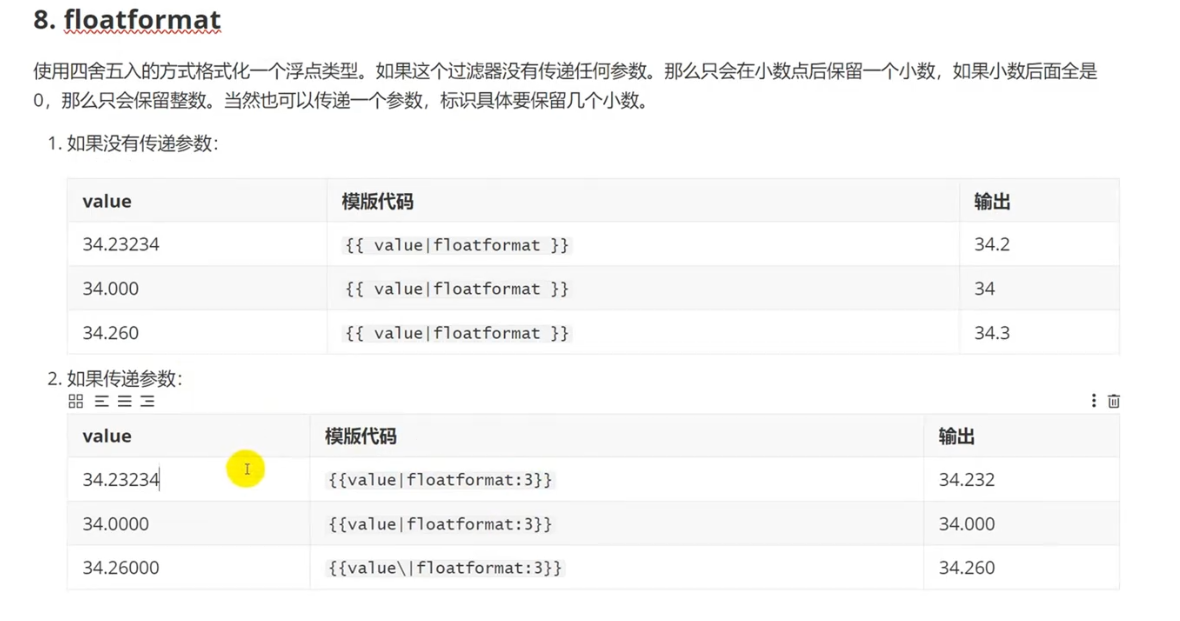 8. floatformat
使用四舍五入的方式格式化一个浮点类型。如果这个过滤器没有传递任何参数。那么只会在小数点后保留一个小数，如果小数后面全是
0，那么只会保留整数。当然也可以传递一个参数，标识具体要保留几个小数。
1. 如果没有传递参数：
value 模版代码 输出
34.23234 {{ value|floatformat }} 34.2
34.000 {{ value|floatformat }} 34
34.260 {{ value|floatformat }} 34.3
2. 如果传递参数：
value 模版代码 输出
34.23234 {{value|floatformat:3}} 34.232
34.0000 {{value|floatformat:3}} 34.000
34.26000 {{value\|floatformat:3}} 34.260